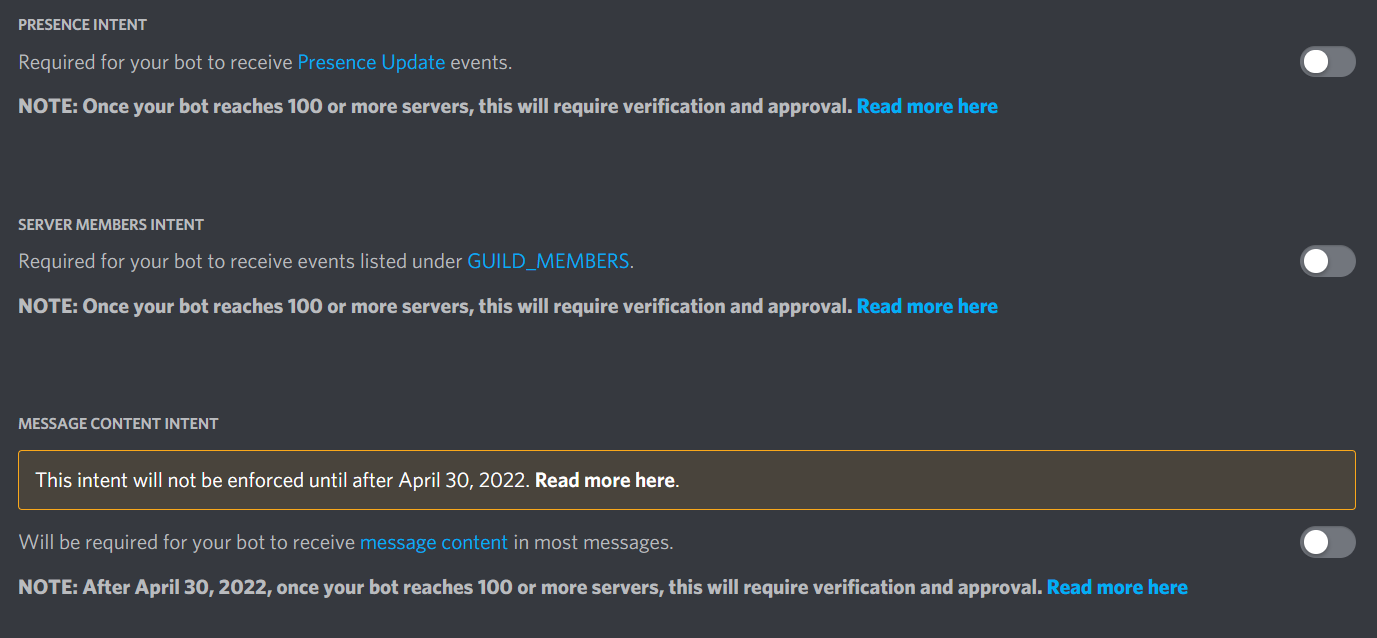 PRESENCE INTENT
Required for your bot to receive Presence Update events.
NOTE: Once your bot reaches 100 or more servers, this will require verification and approval. Read more here
SERVER MEMBERS INTENT
Required for your bot to receive events listed under GUILD_MEMBERS.
NOTE: Once your bot reaches 100 or more servers, this will require verification and approval. Read more here
MESSAGE CONTENT INTENT
This intent will not be enforced until after April 30, 2022. Read more here.
Will be required for your bot to receive message content in most messages.
NOTE: After April 30, 2022, once your bot reaches 100 or more servers, this will require verification and approval. Read more here